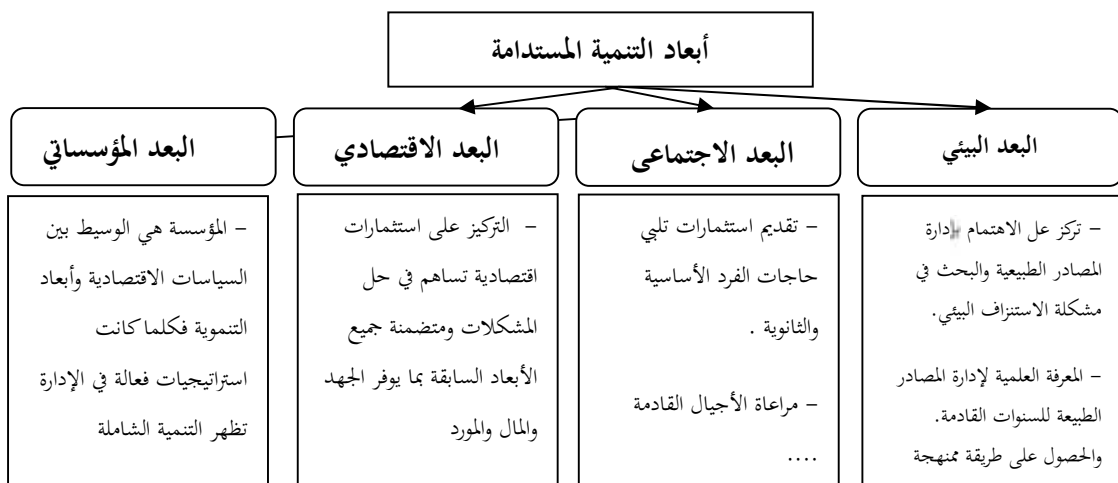 أبعاد التنمية المستدامة
البعد البيئي
– تركز عل الاهتمام بإدارة
المصادر الطبيعية والبحث في
مشكلة الاستنزاف البيئي.
– المعرفة العلمية لإدارة المصادر
الطبيعة للسنوات القادمة.
والحصول على طريقة ممنهجة
البعد الاجتماعى
– تقديم استثمارات تلبي
حاجات الفرد الأساسية
والثانوية .
– مراعاة الأجيال القادمة
....
البعد الاقتصادي
– التركيز على استثمارات
اقتصادية تساهم في حل
المشكلات ومتضمنة جميع
الأبعاد السابقة بما يوفر الجهد
والمال والمورد
البعد المؤسساتي
– المؤسسة هي الوسيط بين
السياسات الاقتصادية وأبعاد
التنموية فكلما كانت
استراتيجيات فعالة في الإدارة
تظهر التنمية الشاملة